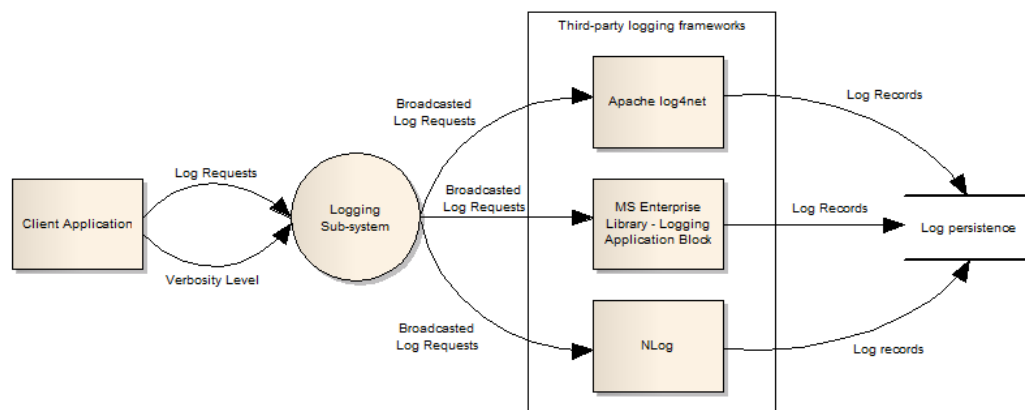 Third-party logging frameworks
Client Application
Log Requests
Verbosity Level
Logging
Sub-system
Broadcasted
Log Requests
Broadcasted
Log Requests
Broadcasted
Log Requests
Apache log4net
MS Enterprise
Library - Logging
Application Block
NLog
Log Records
Log Records
Log records
Log persistence